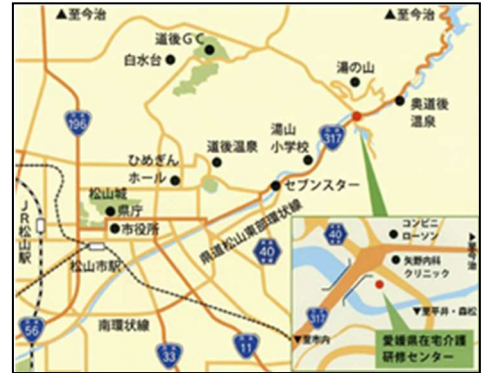 ▲至今治
▲至今治
道後GC
白水台
湯の山
奥道後
温泉
196
317
湯山
小学校
道後温泉
ひめぎん
ホール
セブンスター
松山城
県庁
市役所
県道松山東部環状線
40
JR松山駅
松山市駅
南環状線
56
33
11
コンビニ
ローソン
40
▲至今治
矢野内科
クリニック
317
▼至平井・森松
▼至市内
愛媛県在宅介護
研修センター